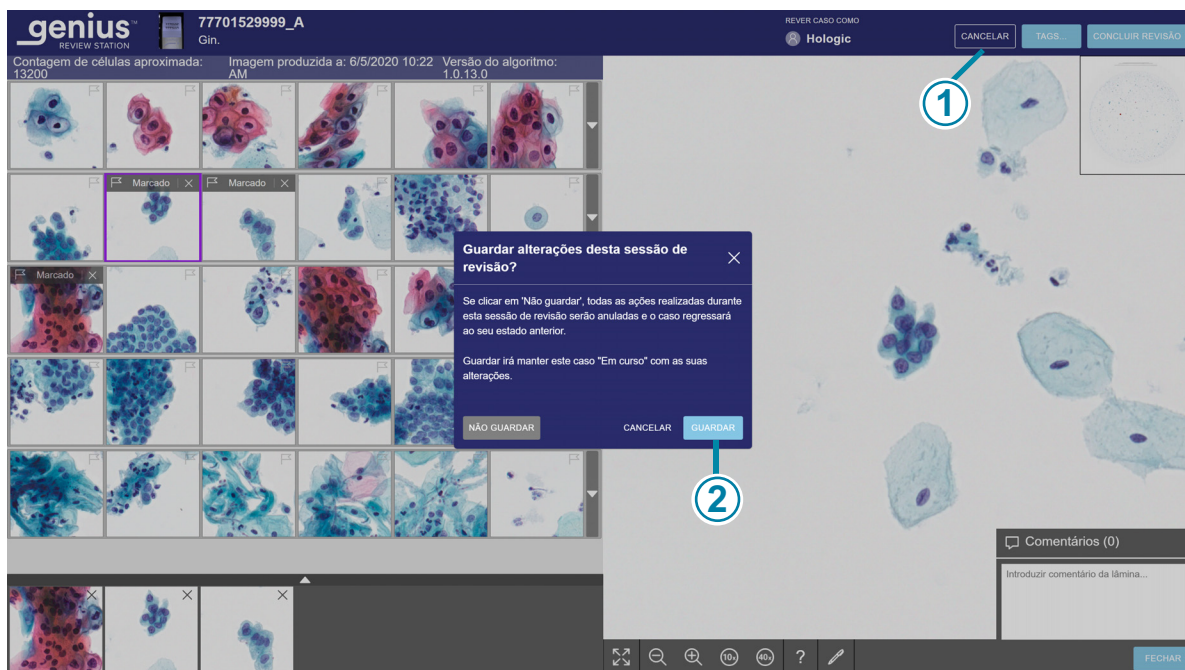 genius™
REVIEW STATION
77701529999_A
Gin.
REVER CASO COMO
Hologic
CANCELAR
TAGS...
CONCLUIR REVISÃO
Contagem de células aproximada:
13200
Imagem produzida a: 6/5/2020 10:22
AM
Versão do algoritmo:
1.0.13.0
1
Marcado
Marcado
Marcado
Guardar alterações desta sessão de
revisão?
Se clicar em 'Não guardar', todas as ações realizadas durante
esta sessão de revisão serão anuladas e o caso regressará
ao seu estado anterior.
Guardar irá manter este caso "Em curso" com as suas
alterações.
NÃO GUARDAR
CANCELAR
GUARDAR
2
Comentários (0)
Introduzir comentário da lâmina...
10x
40x
?
FECHAR